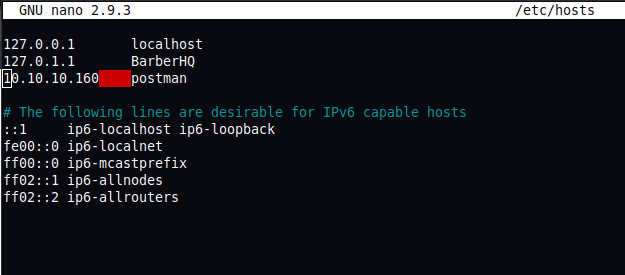 GNU nano 2.9.3 /etc/hosts
127.0.0.1 localhost
127.0.1.1 BarberHQ
10.10.10.160 postman
# The following lines are desirable for IPv6 capable hosts
::1 ip6-localhost ip6-loopback
fe00::0 ip6-localnet
ff00::0 ip6-mcastprefix
ff02::1 ip6-allnodes
ff02::2 ip6-allrouters